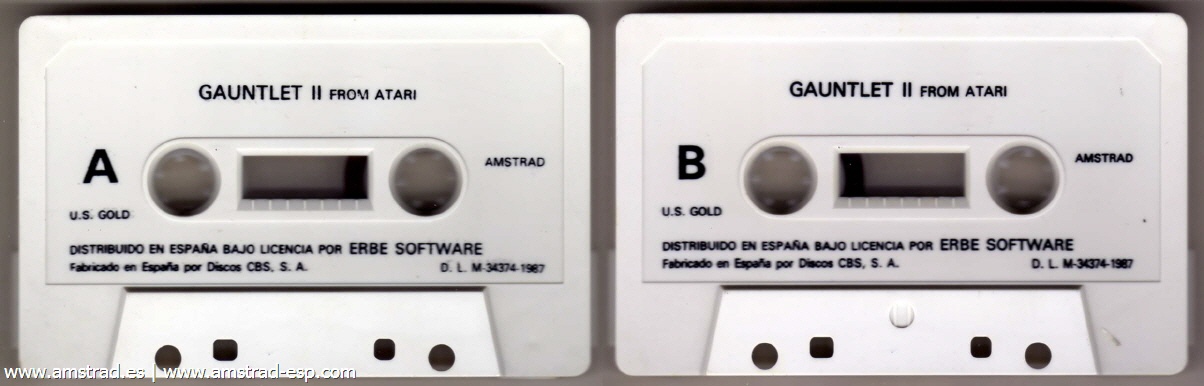 GAUNTLET II FROM ATARI
A
AMSTRAD
U.S. GOLD
DISTRIBUIDO EN ESPAÑA BAJO LICENCIA POR ERBE SOFTWARE
Fabricado en España por Discos CBS, S. A. D. L. M-34374-1987
GAUNTLET II FROM ATARI
B
AMSTRAD
U.S. GOLD
DISTRIBUIDO EN ESPAÑA BAJO LICENCIA POR ERBE SOFTWARE
Fabricado en España por Discos CBS, S. A. D. L. M-34374-1987
www.amstrad.es | www.amstrad-esp.com